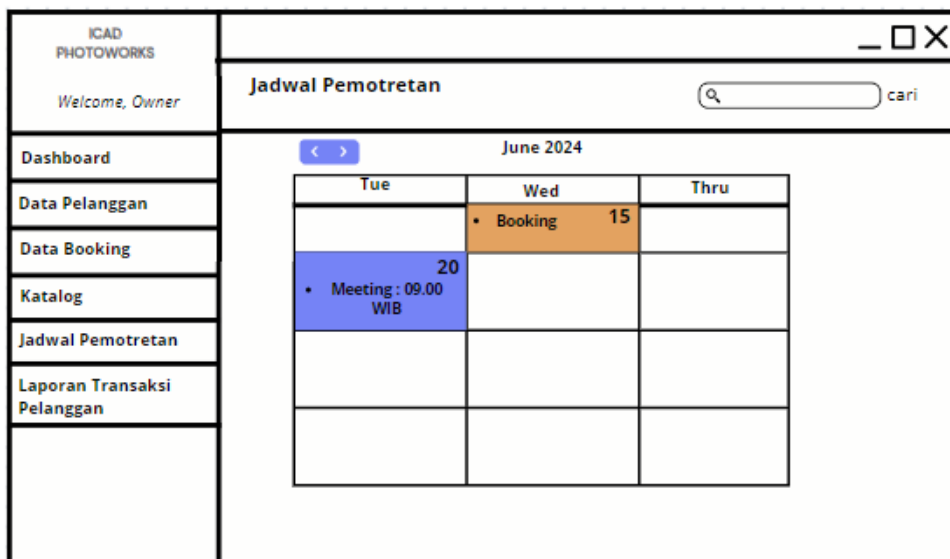 ICAD
PHOTOWORKS
Welcome, Owner
Dashboard
Data Pelanggan
Data Booking
Katalog
Jadwal Pemotretan
Laporan Transaksi
Pelanggan
Jadwal Pemotretan
cari
June 2024
Tue Wed Thru
• Booking 15
20
• Meeting : 09.00
WIB